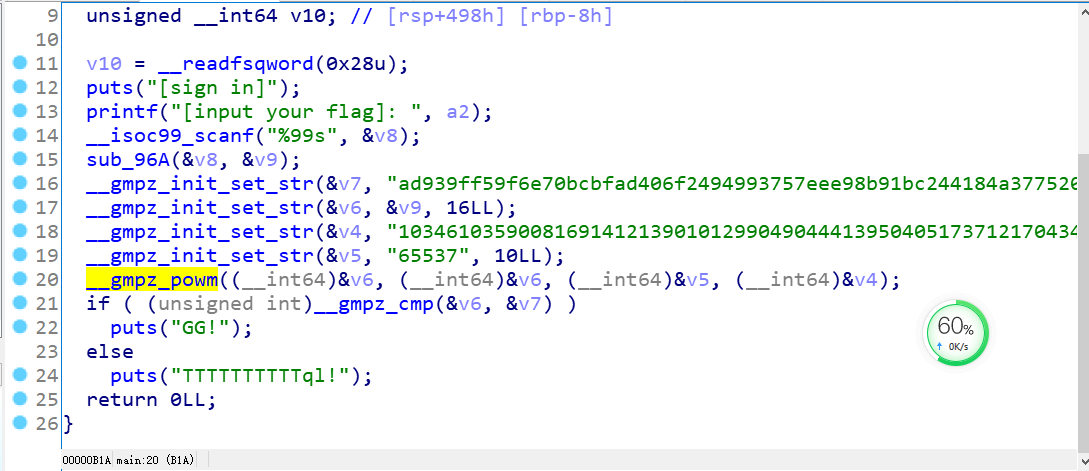 9 unsigned __int64 v10; // [rsp+498h] [rbp-8h]
10
11 v10 = __readfsqword(0x28u);
12 puts("[sign in]");
13 printf("[input your flag]: ", a2);
14 __isoc99_scanf("%99s", &v8);
15 sub_96A(&v8, &v9);
16 __gmpz_init_set_str(&v7, "ad939ff59f6e70bcbfad406f2494993757eee98b91bc244184a377520
17 __gmpz_init_set_str(&v6, &v9, 16LL);
18 __gmpz_init_set_str(&v4, "103461035900816914121390101299049044413950405173712170434
19 __gmpz_init_set_str(&v5, "65537", 10LL);
20 __gmpz_powm((__int64)&v6, (__int64)&v6, (__int64)&v5, (__int64)&v4);
21 if ( (unsigned int)__gmpz_cmp(&v6, &v7) )
22 puts("GG!");
23 else
24 puts("TTTTTTTTTTql!");
25 return 0LL;
26 }
60%
↑ 0K/s
00000B1A main:20 (B1A)